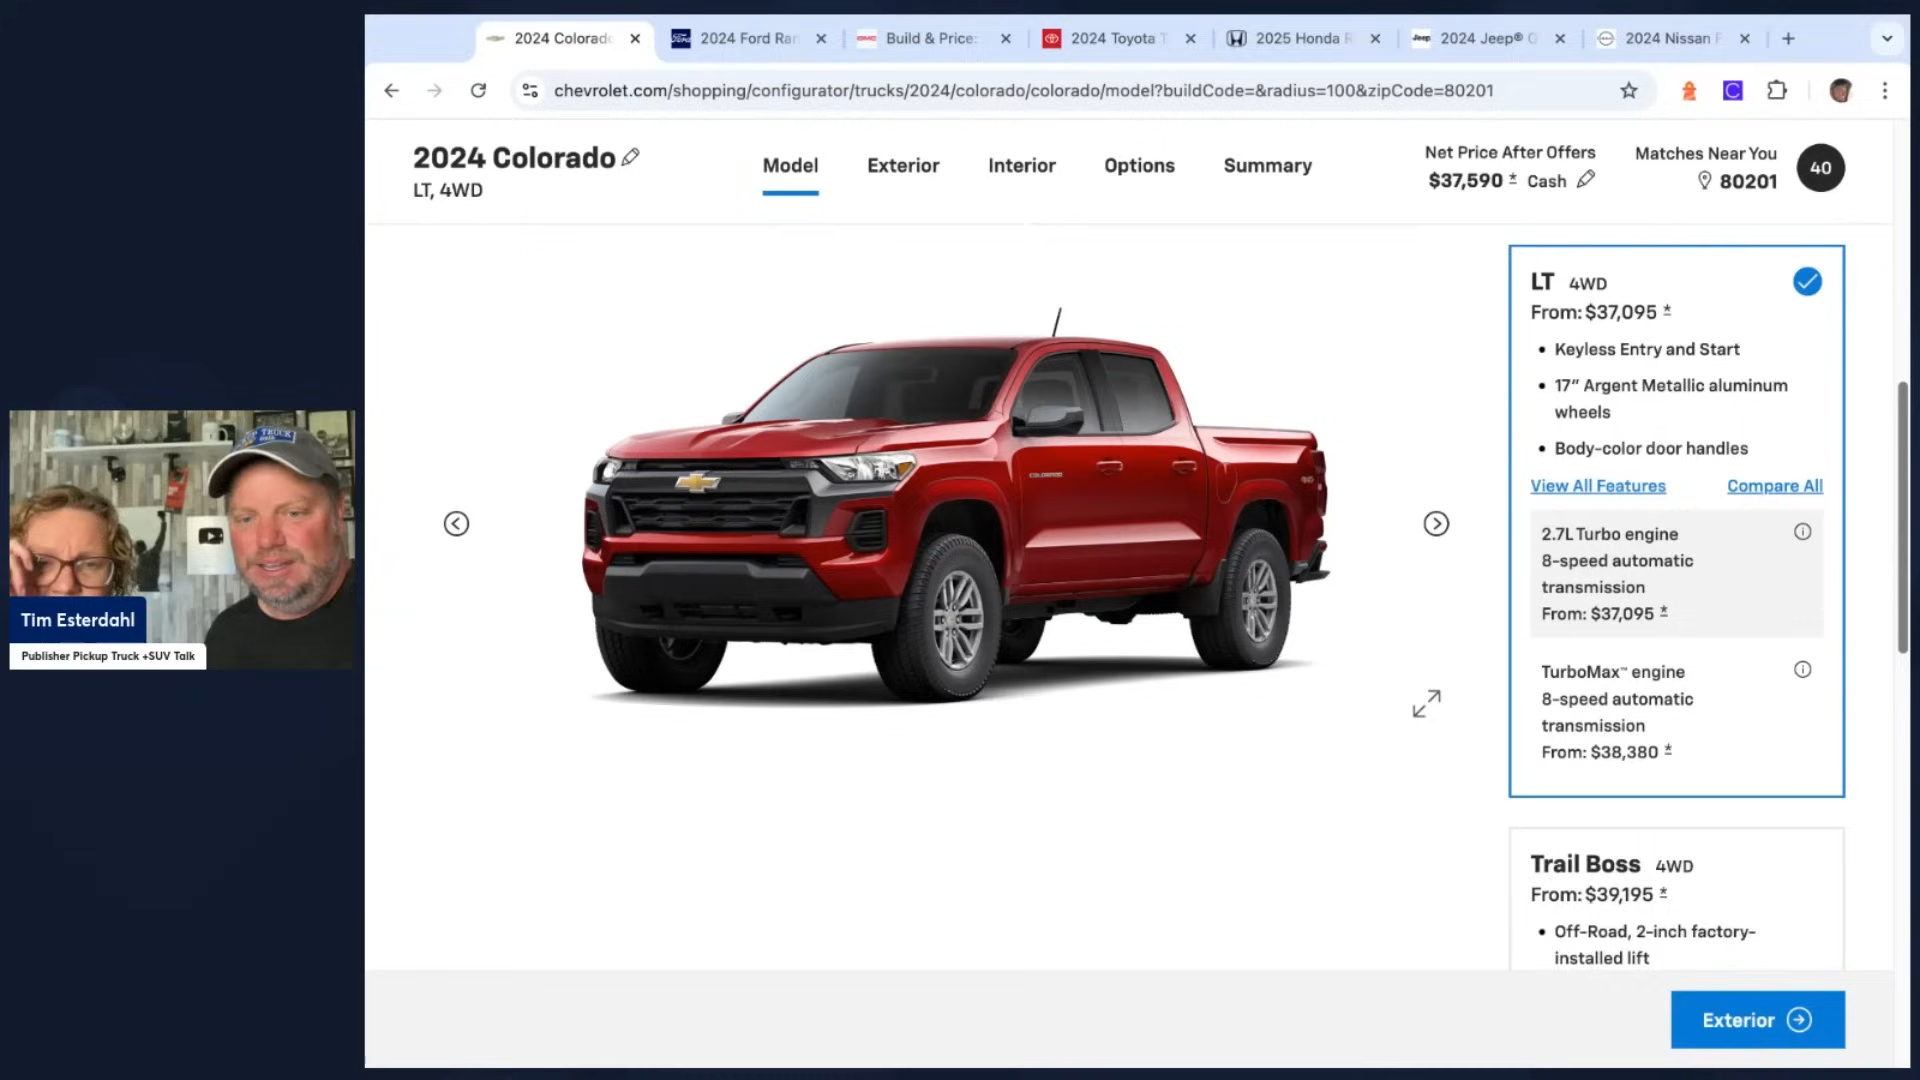 2024 Colorado
2024 Ford Ran
GMC
Build & Price:
2024 Toyota T
2025 Honda R
Jeep
2024 Jeep® G
2024 Nissan F
chevrolet.com/shopping/configurator/trucks/2024/colorado/colorado/model?buildCode=&radius=100&zipCode=80201
2024 Colorado
LT, 4WD
Model
Exterior
Interior
Options
Summary
Net Price After Offers
$37,590 * Cash
Matches Near You
80201
40
LT 4WD
From: $37,095 *
• Keyless Entry and Start
• 17” Argent Metallic aluminum
wheels
• Body-color door handles
View All Features
Compare All
2.7L Turbo engine
8-speed automatic
transmission
From: $37,095 *
TurboMax™ engine
8-speed automatic
transmission
From: $38,380 *
Trail Boss 4WD
From: $39,195 *
• Off-Road, 2-inch factory-
installed lift
Exterior
COLORADO
TRUCK
Tim Esterdahl
Publisher Pickup Truck +SUV Talk